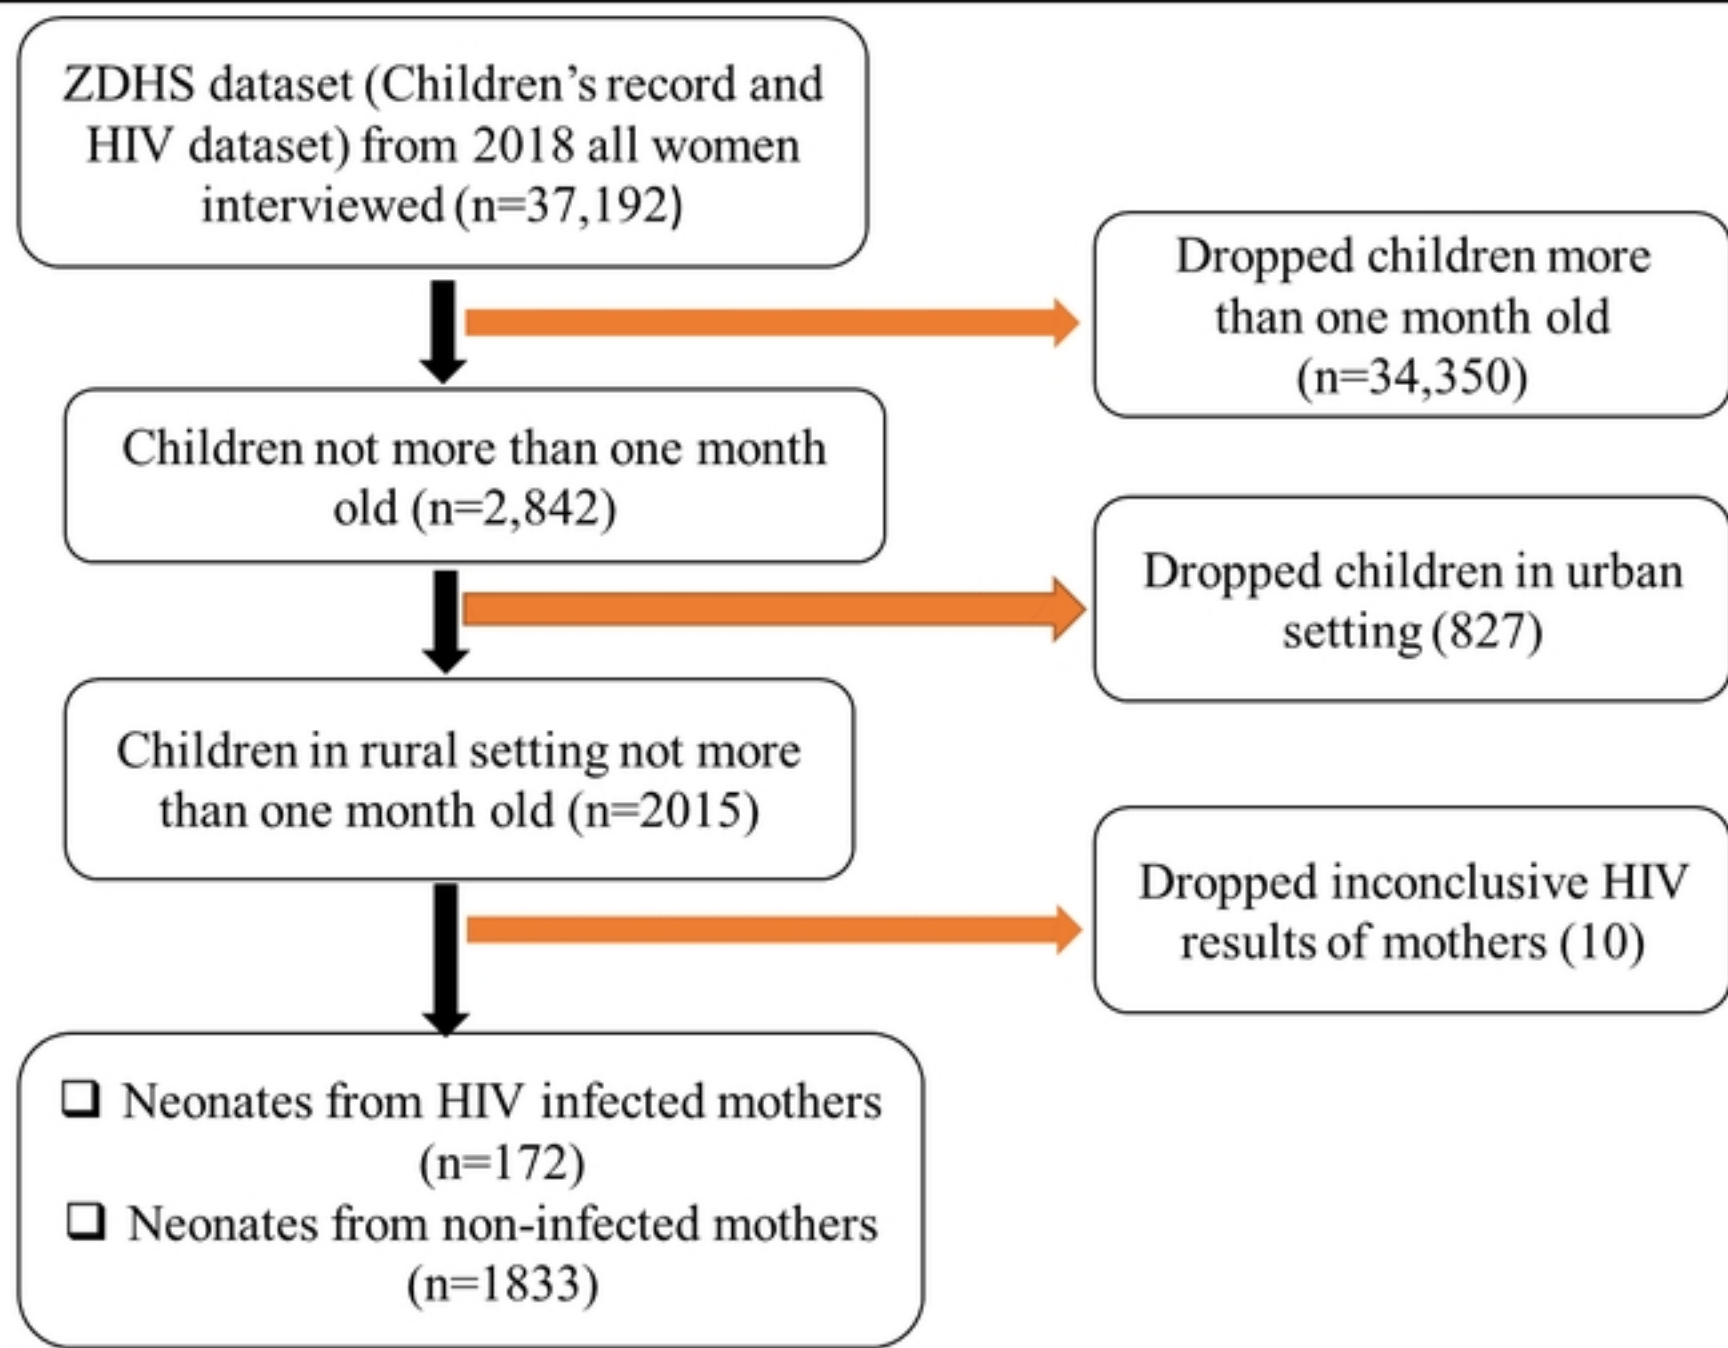 ZDHS dataset (Children’s record and
HIV dataset) from 2018 all women
interviewed (n=37,192)
Dropped children more
than one month old
(n=34,350)
Children not more than one month
old (n=2,842)
Dropped children in urban
setting (827)
Children in rural setting not more
than one month old (n=2015)
Dropped inconclusive HIV
results of mothers (10)
❑ Neonates from HIV infected mothers
(n=172)
❑ Neonates from non-infected mothers
(n=1833)